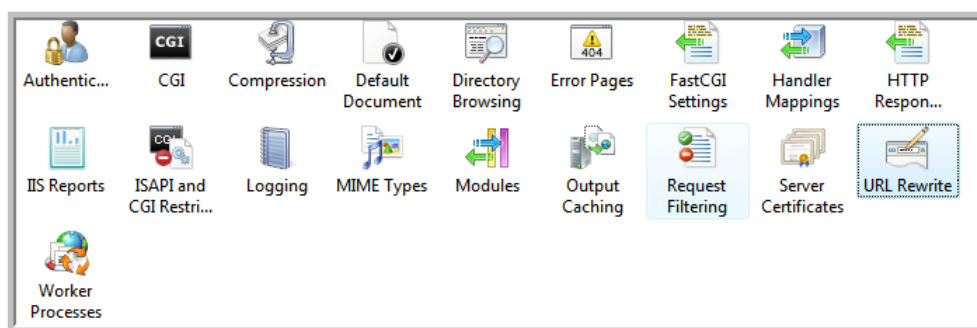 CGI
404
Authentic...
CGI
Compression
Default
Document
Directory
Browsing
Error Pages
FastCGI
Settings
Handler
Mappings
HTTP
Respon...
CGI
IIS Reports
ISAPI and
CGI Restri...
Logging
MIME Types
Modules
Output
Caching
Request
Filtering
Server
Certificates
URL Rewrite
Worker
Processes